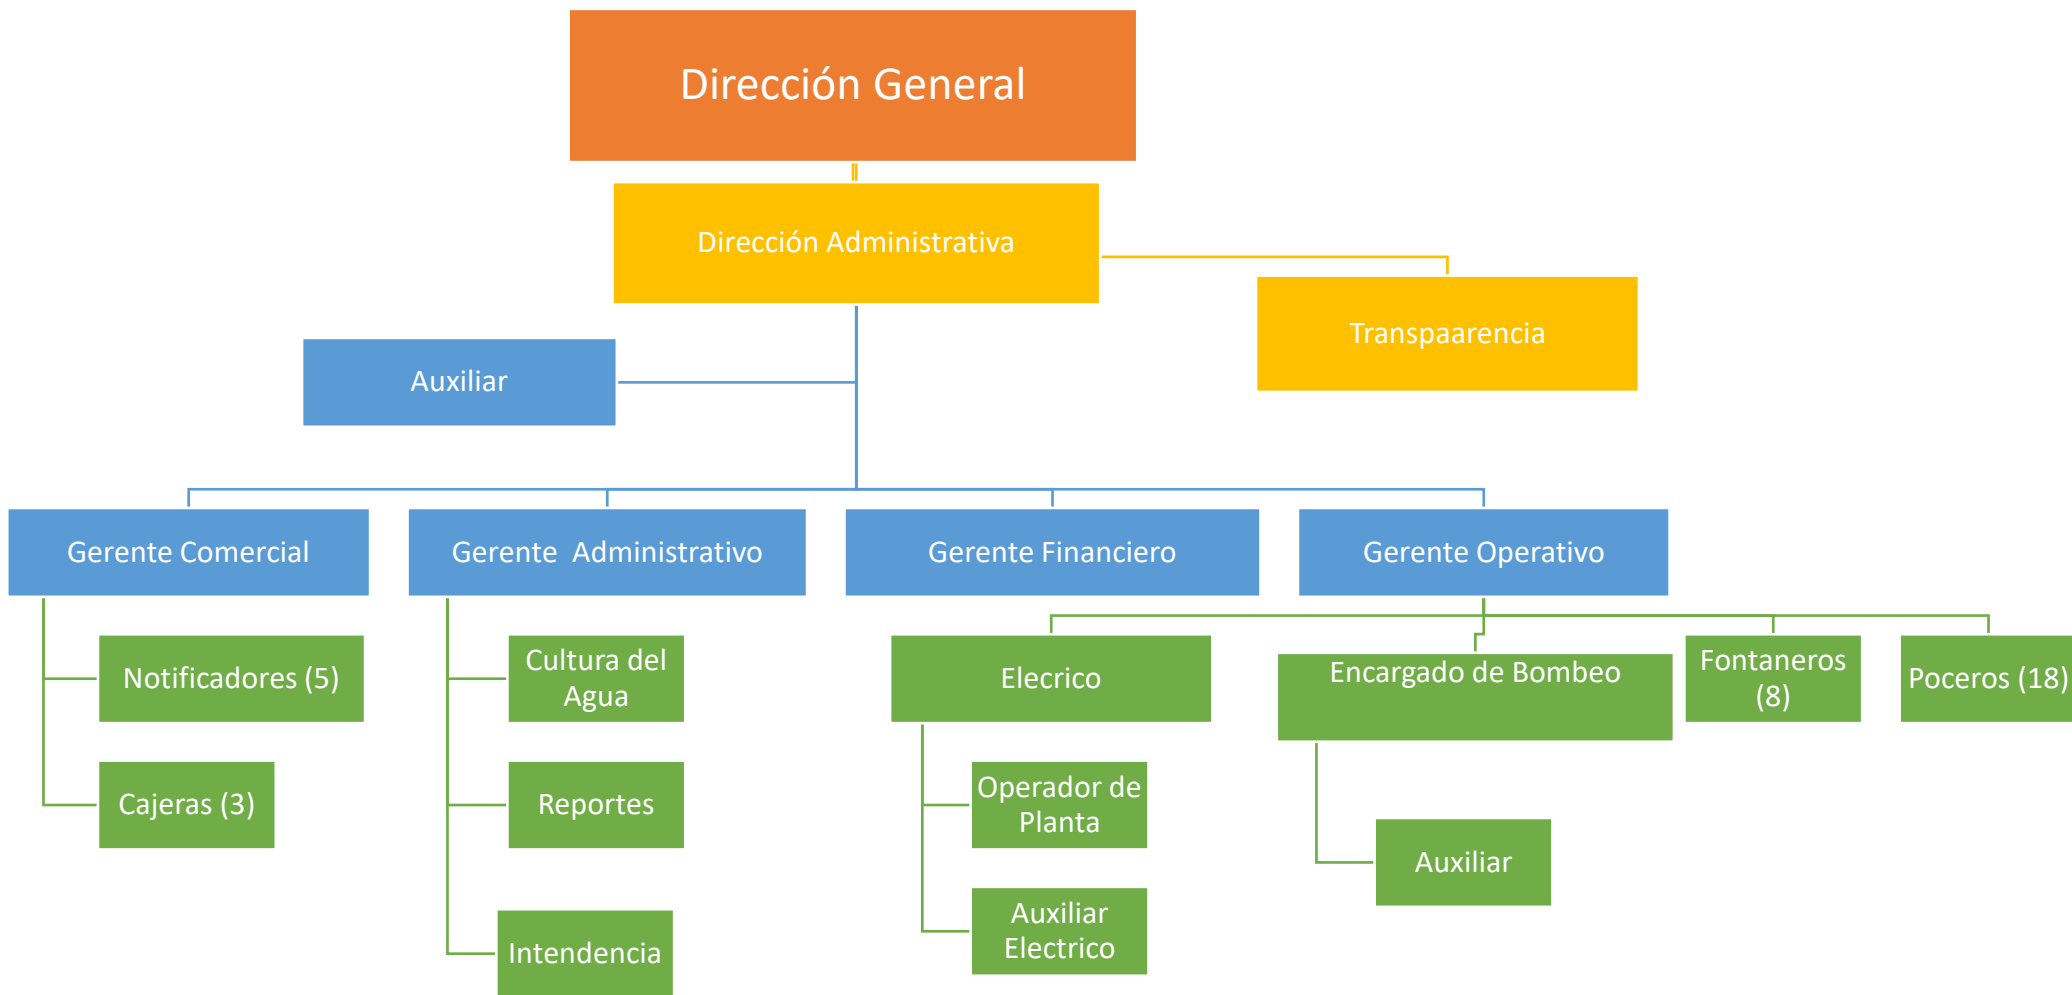 Dirección General
Dirección Administrativa
Transpaarencia
Auxiliar
Gerente Comercial
Gerente  Administrativo
Gerente Financiero
Gerente Operativo
Notificadores (5)
Cajeras (3)
Cultura del
Agua
Reportes
Intendencia
Elecrico
Operador de
Planta
Auxiliar
Electrico
Encargado de Bombeo
Auxiliar
Fontaneros
(8)
Poceros (18)